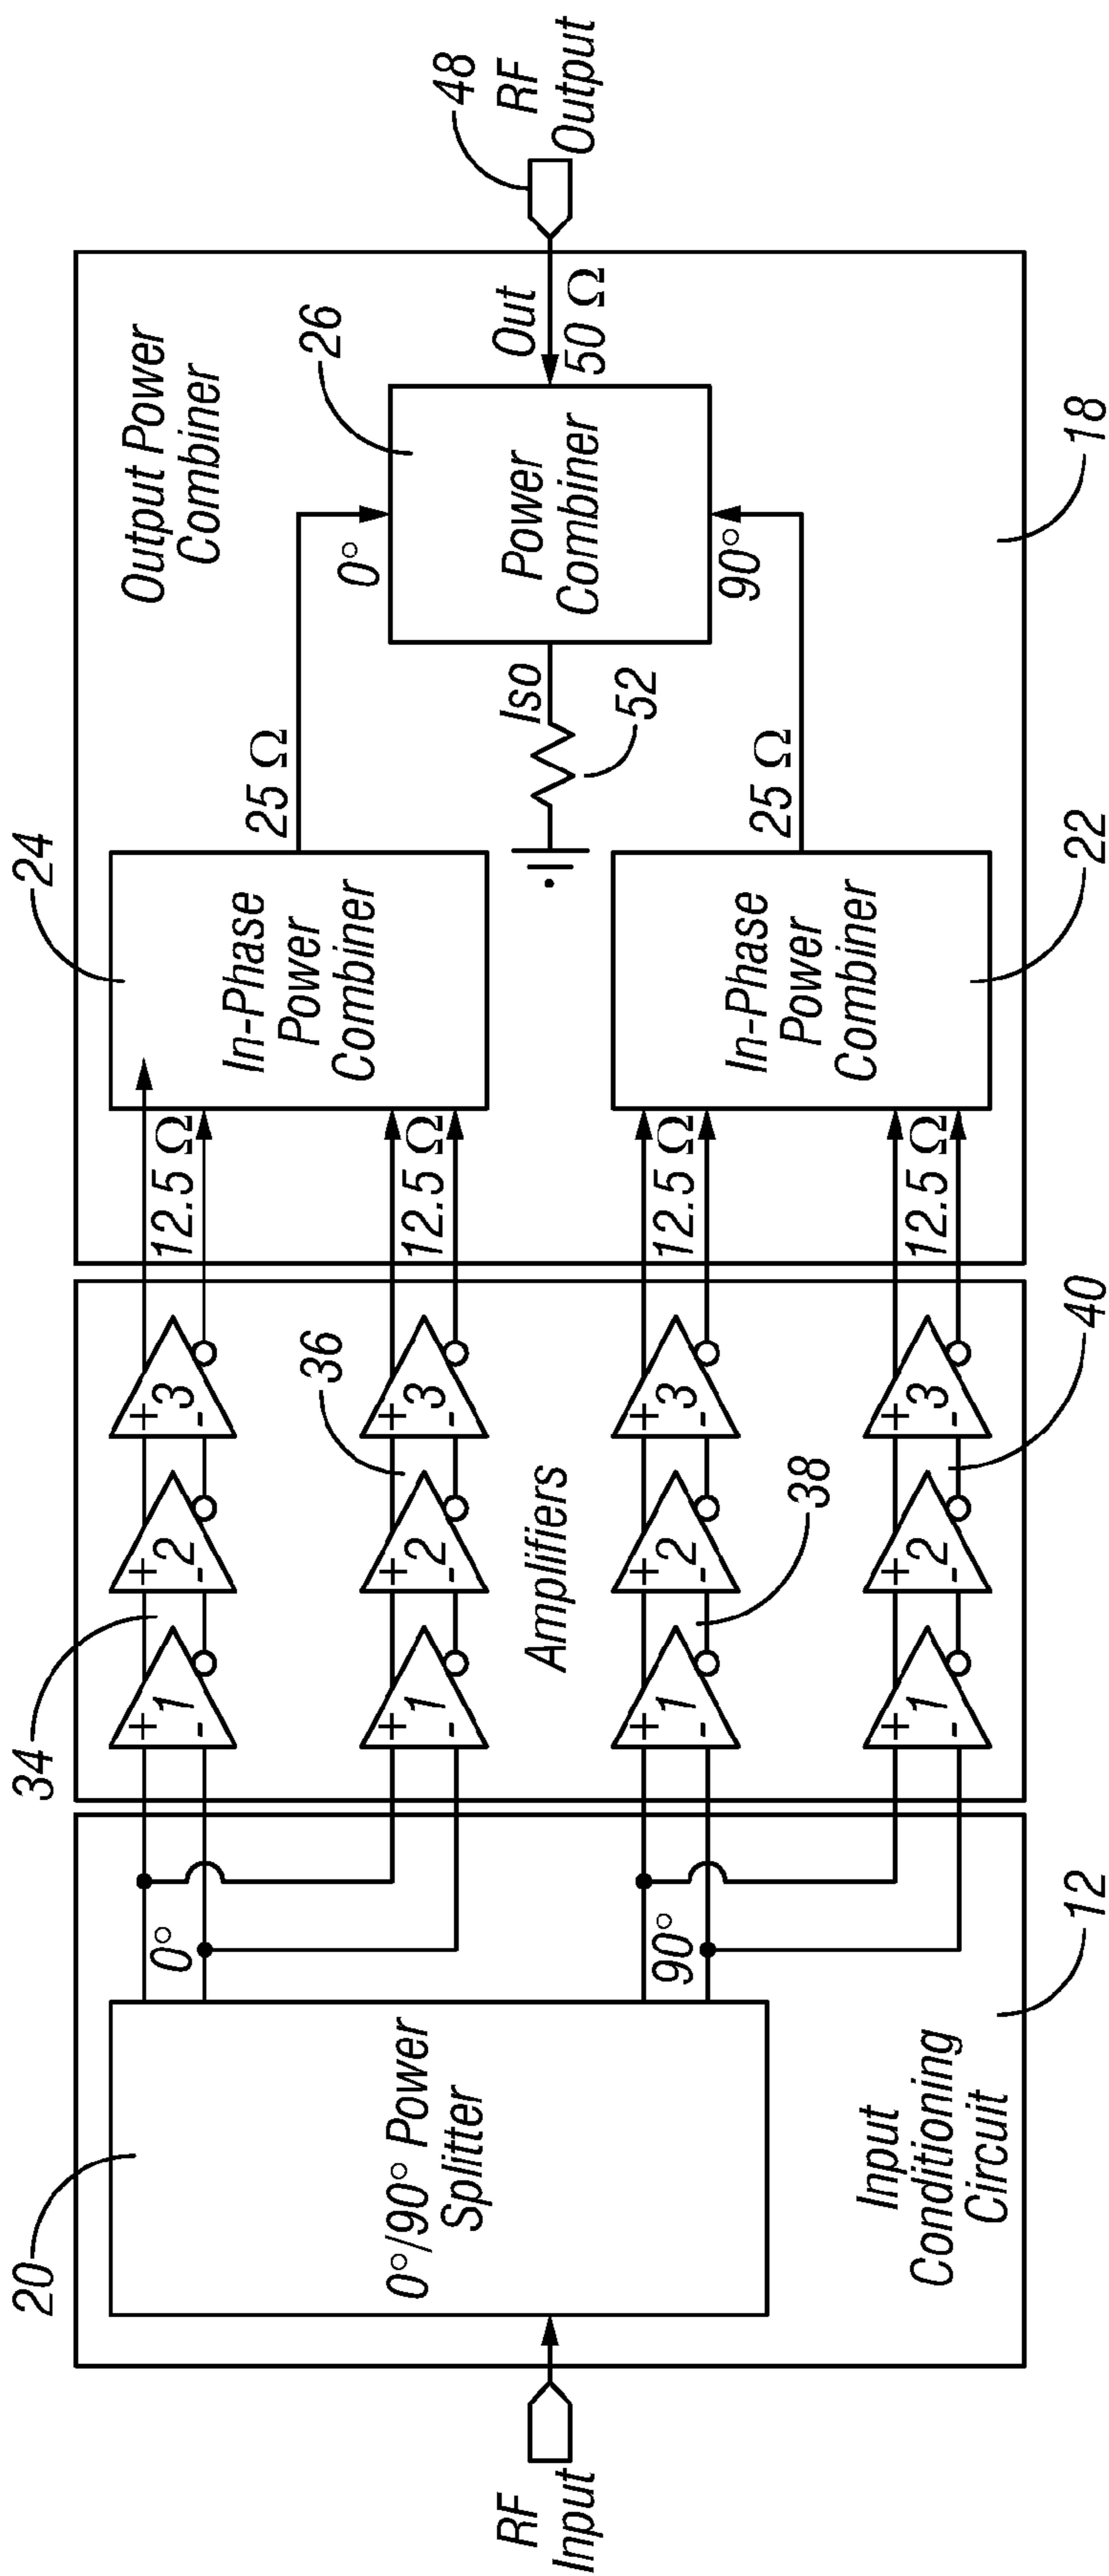 RF
Input
20
0°/90° Power
Splitter
Input
Conditioning
Circuit
12
0°
90°
34
+
-
1
+
-
2
+
-
3
36
+
-
1
+
-
2
+
-
3
Amplifiers
38
+
-
1
+
-
2
+
-
3
40
+
-
1
+
-
2
+
-
3
12.5 Ω
12.5 Ω
12.5 Ω
12.5 Ω
24
In-Phase
Power
Combiner
In-Phase
Power
Combiner
22
25 Ω
25 Ω
Iso
52
0°
90°
Power
Combiner
26
Output Power
Combiner
Out
50 Ω
18
48
RF
Output